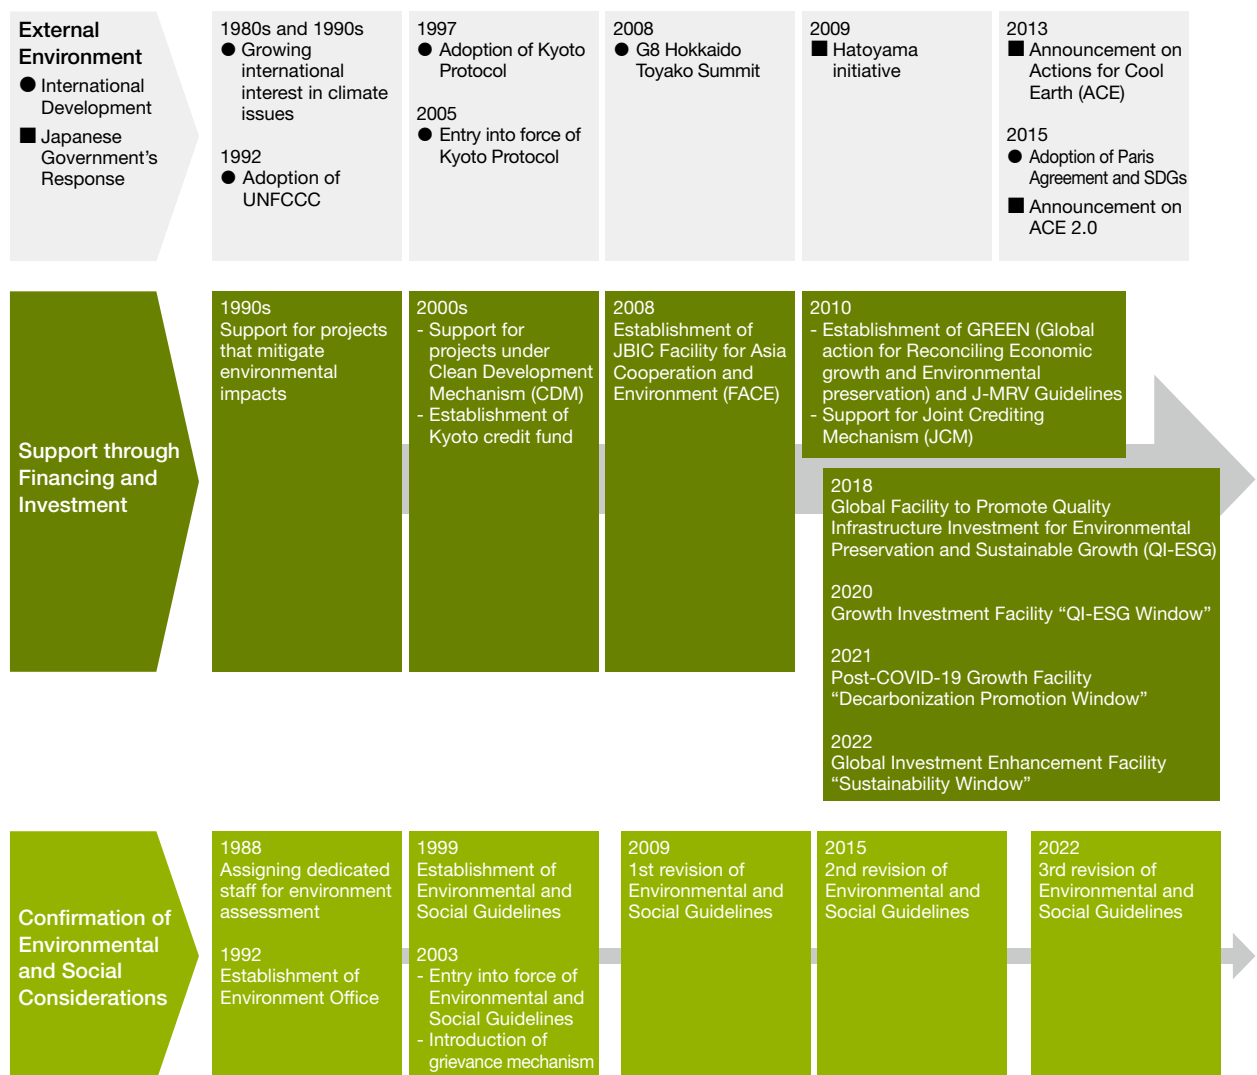 External
Environment
● International
Development
■ Japanese
Government's
Response
1980s and 1990s
● Growing
international
interest in climate
issues
1992
● Adoption of
UNFCCC
1997
● Adoption of Kyoto
Protocol
2005
● Entry into force of
Kyoto Protocol
2008
● G8 Hokkaido
Toyako Summit
2009
■ Hatoyama
initiative
2013
■ Announcement on
Actions for Cool
Earth (ACE)
2015
● Adoption of Paris
Agreement and SDGs
■ Announcement on
ACE 2.0
Support through
Financing and
Investment
1990s
Support for projects
that mitigate
environmental
impacts
2000s
- Support for
projects under
Clean Development
Mechanism (CDM)
- Establishment of
Kyoto credit fund
2008
Establishment of
JBIC Facility for Asia
Cooperation and
Environment (FACE)
2010
- Establishment of GREEN (Global
action for Reconciling Economic
growth and Environmental
preservation) and J-MRV Guidelines
- Support for Joint Crediting
Mechanism (JCM)
2018
Global Facility to Promote Quality
Infrastructure Investment for Environmental
Preservation and Sustainable Growth (QI-ESG)
2020
Growth Investment Facility “QI-ESG Window”
2021
Post-COVID-19 Growth Facility
“Decarbonization Promotion Window”
2022
Global Investment Enhancement Facility
“Sustainability Window”
Confirmation of
Environmental
and Social
Considerations
1988
Assigning dedicated
staff for environment
assessment
1992
Establishment of
Environment Office
1999
Establishment of
Environmental and
Social Guidelines
2003
- Entry into force of
Environmental and
Social Guidelines
- Introduction of
grievance mechanism
2009
1st revision of
Environmental and
Social Guidelines
2015
2nd revision of
Environmental and
Social Guidelines
2022
3rd revision of
Environmental and
Social Guidelines